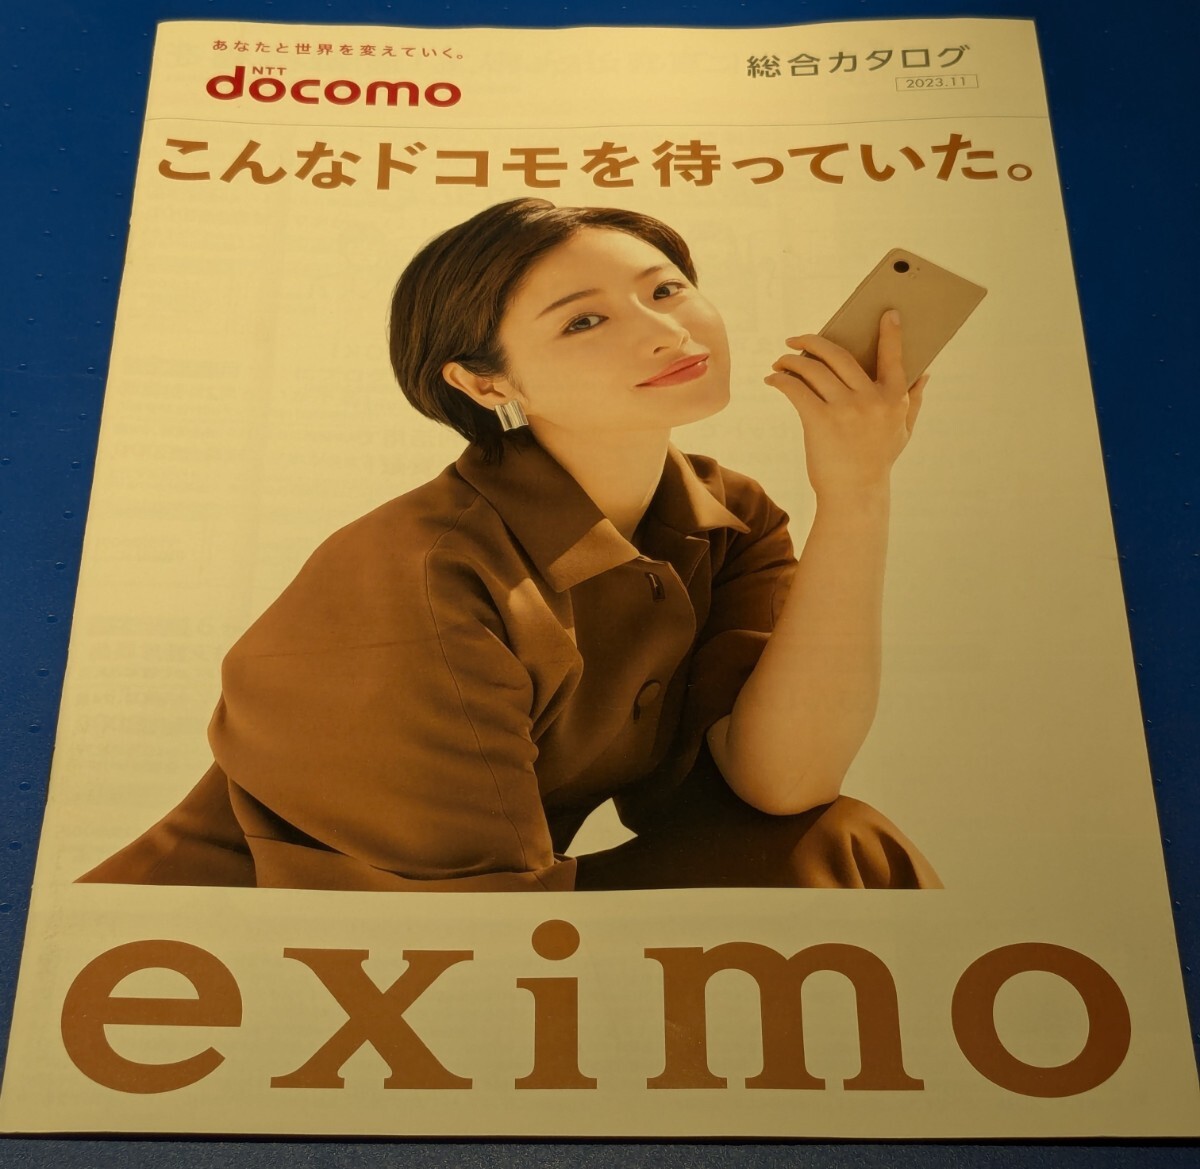 あなたと世界を変えていく。
NTT
docomo
総合カタログ
2023.11
こんなドコモを待っていた。
eximo